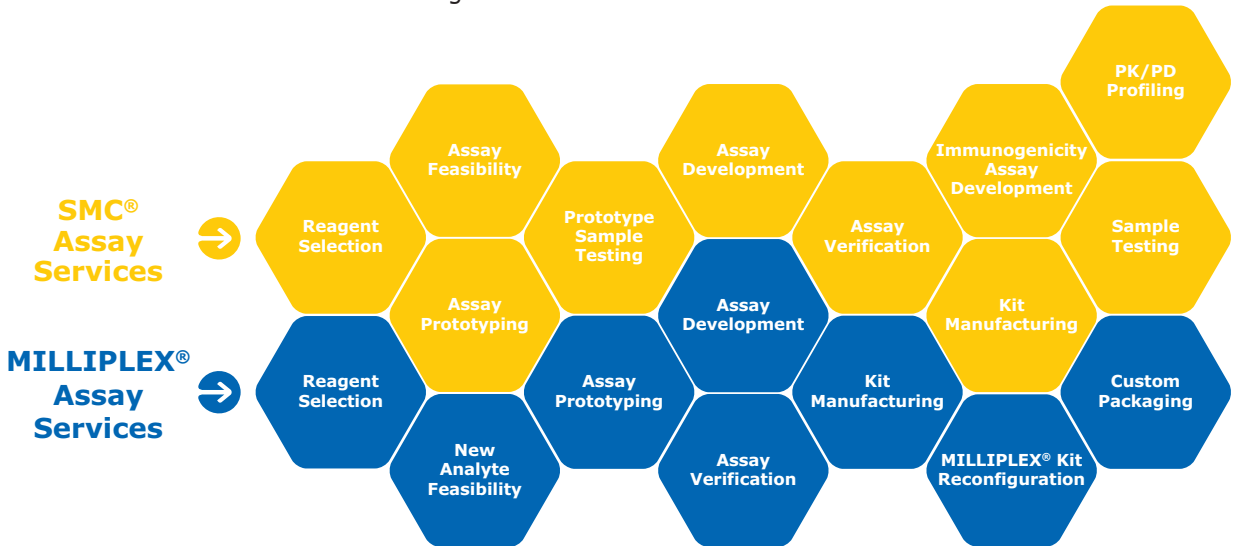 SMC®
Assay
Services
Reagent
Selection
Assay
Feasibility
Assay
Prototyping
Prototype
Sample
Testing
Assay
Development
Assay
Verification
Immunogenicity
Assay
Development
Kit
Manufacturing
PK/PD
Profiling
Sample
Testing
MILLIPLEX®
Assay
Services
Reagent
Selection
New
Analyte
Feasibility
Assay
Prototyping
Assay
Development
Assay
Verification
Kit
Manufacturing
MILLIPLEX® Kit
Reconfiguration
Custom
Packaging